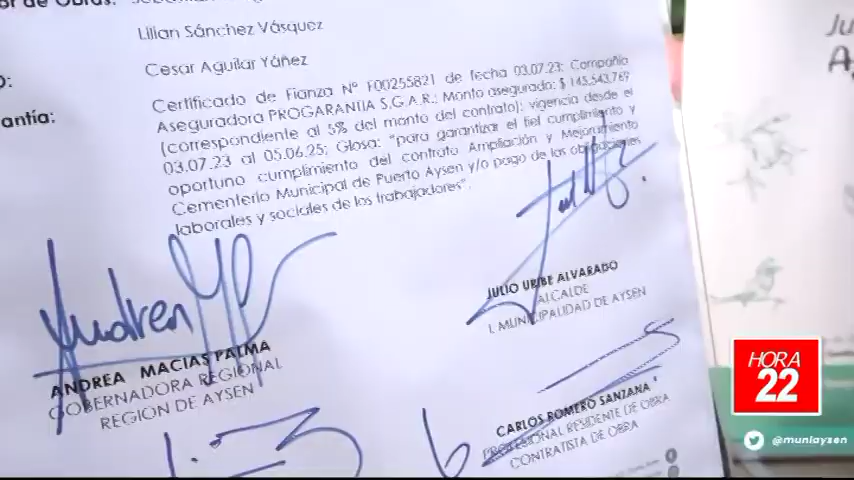 de Obras:
Lilian Sánchez Vásquez
Cesar Aguilar Yáñez
antía:
Certificado de Fianza N° F00255821 de fecha 03.07.23; Compañía
Aseguradora PROGARANTIA S.G.A.R.; Monto asegurado: $ 145.543.769
(correspondiente al 5% del monto del contrato); vigencia desde el
03.07.23 al 05.06.25; Glosa: "para garantizar el fiel cumplimiento y
oportuno cumplimiento del contrato Ampliación y Mejoramiento
Cementerio Municipal de Puerto Aysen y/o pago de las obligaciones
laborales y sociales de los trabajadores".
Andrea
ANDREA MACIAS PALMA
GOBERNADORA REGIONAL
REGION DE AYSEN
JULIO URIBE ALVARADO
ALCALDE
I. MUNICIPALIDAD DE AYSEN
CARLOS ROMERO SANZANA
PROFESIONAL RESIDENTE DE OBRA
CONTRATISTA DE OBRA
Ju
A
HORA
22
@muniaysen